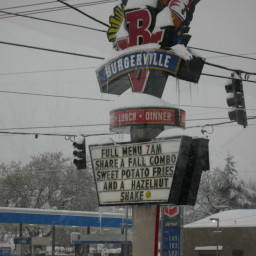 B
BURGERVILLE
LUNCH • DINNER
FULL MENU 7AM
SHARE A FALL COMBO
SWEET POTATO FRIES
AND A HAZELNUT
SHAKE